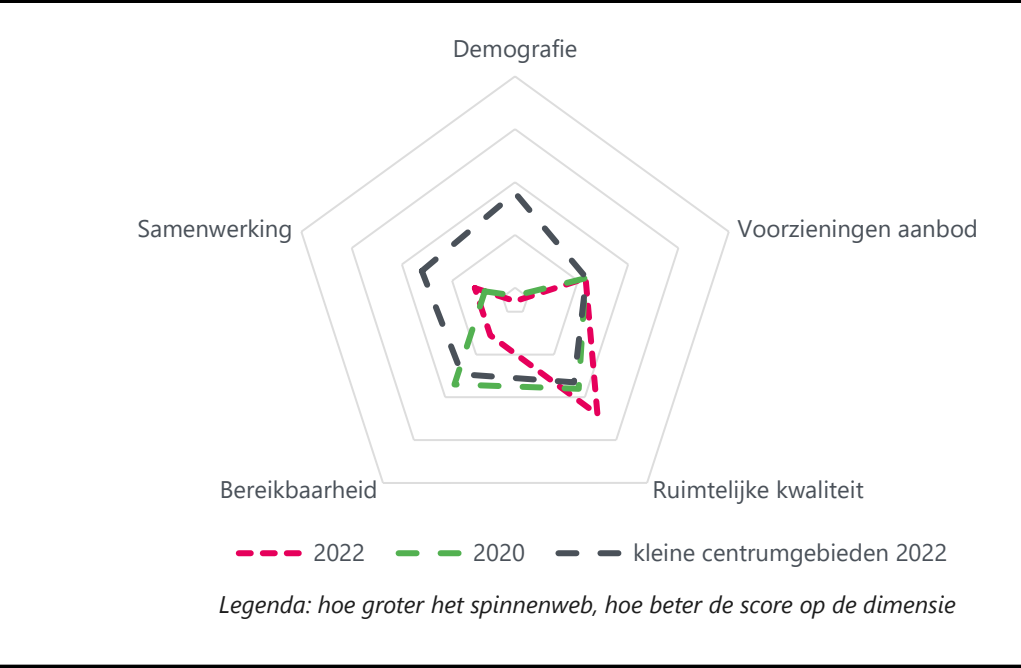 Demografie
Samenwerking
Voorzieningen aanbod
Bereikbaarheid
Ruimtelijke kwaliteit
2022 2020 kleine centrumgebieden 2022
Legenda: hoe groter het spinnenweb, hoe beter de score op de dimensie